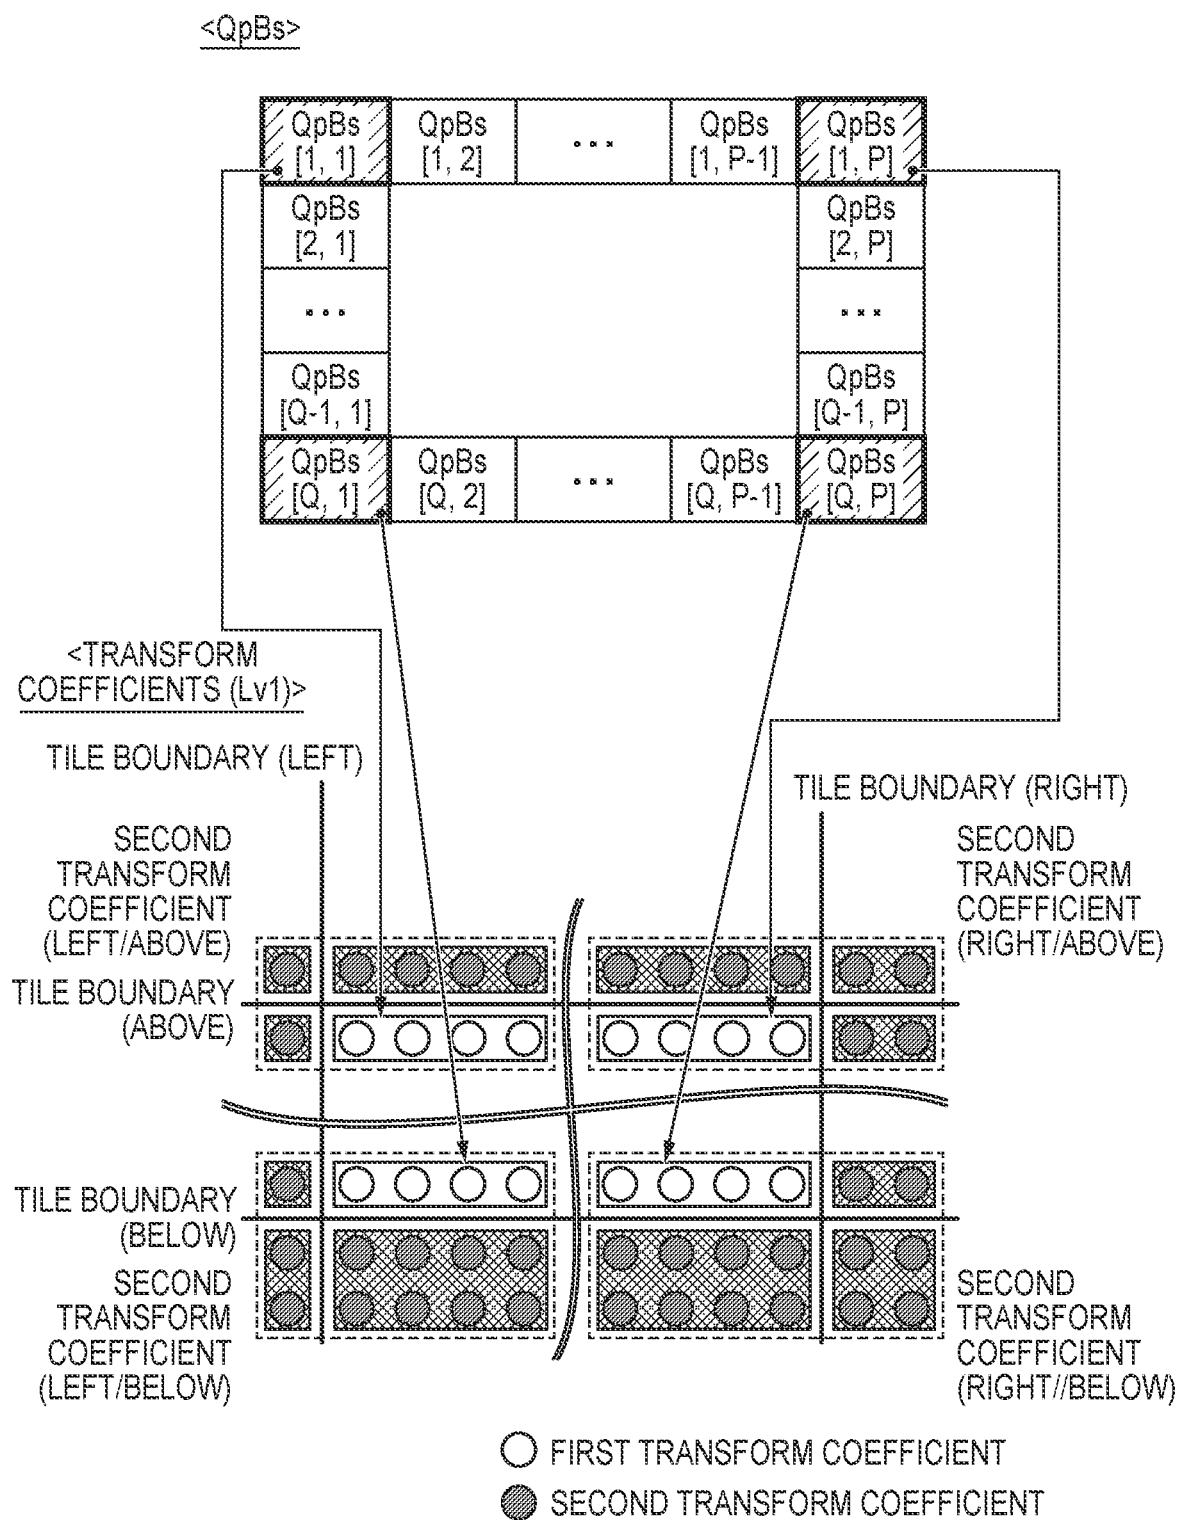 <QpBs>
QpBs QpBs QpBs QpBs
[1, 1] [1, 2] ... [1, P-1] [1, P]
QpBs QpBs
[2, 1] [2, P]
... ...
QpBs QpBs
[Q-1, 1] [Q-1, P]
QpBs QpBs QpBs QpBs
[Q, 1] [Q, 2] ... [Q, P-1] [Q, P]
<TRANSFORM
COEFFICIENTS (Lv1)>
TILE BOUNDARY (LEFT)
TILE BOUNDARY (RIGHT)
SECOND
TRANSFORM
COEFFICIENT
(LEFT/ABOVE)
SECOND
TRANSFORM
COEFFICIENT
(RIGHT/ABOVE)
TILE BOUNDARY
(ABOVE)
TILE BOUNDARY
(BELOW)
SECOND
TRANSFORM
COEFFICIENT
(LEFT/BELOW)
SECOND
TRANSFORM
COEFFICIENT
(RIGHT//BELOW)
FIRST TRANSFORM COEFFICIENT
SECOND TRANSFORM COEFFICIENT